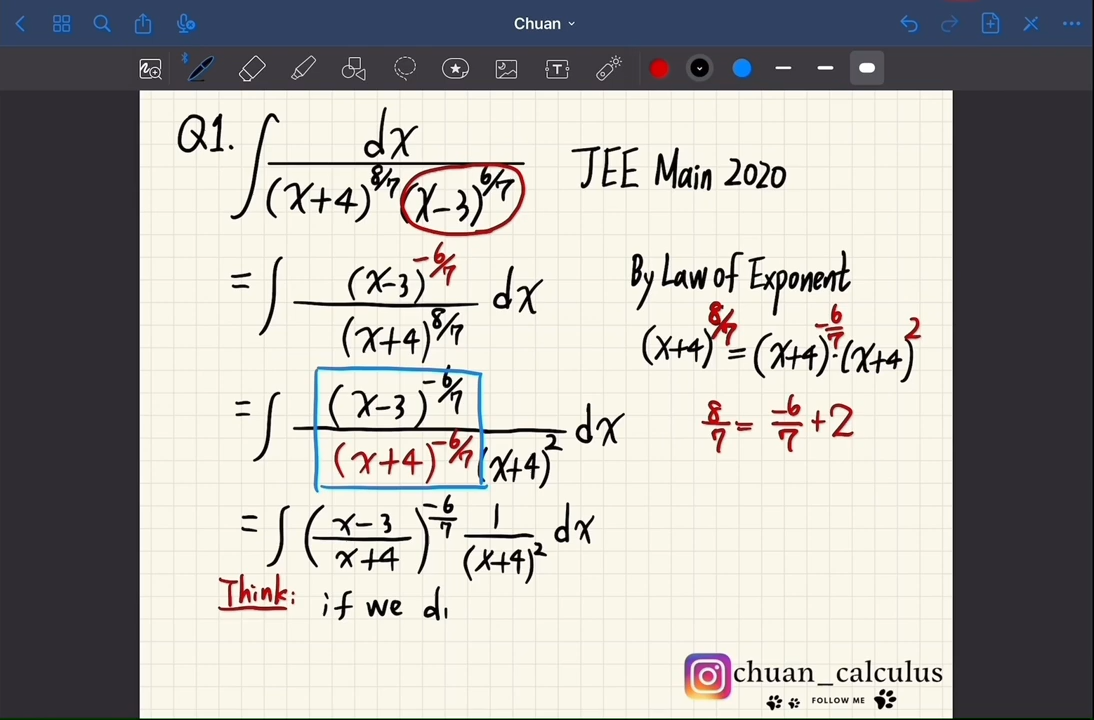 Chuan
Q1. ∫ dx / (x+4)^8/7 (x-3)^6/7
JEE Main 2020
= ∫ (x-3)^-6/7 / (x+4)^8/7 dx
By Law of Exponent
(x+4)^8/7 = (x+4)^-6/7 · (x+4)^2
= ∫ (x-3)^-6/7 / (x+4)^-6/7 (x+4)^2 dx
8/7 = -6/7 + 2
= ∫ (x-3 / x+4)^-6/7 1 / (x+4)^2 dx
Think: if we di
chuan_calculus
FOLLOW ME